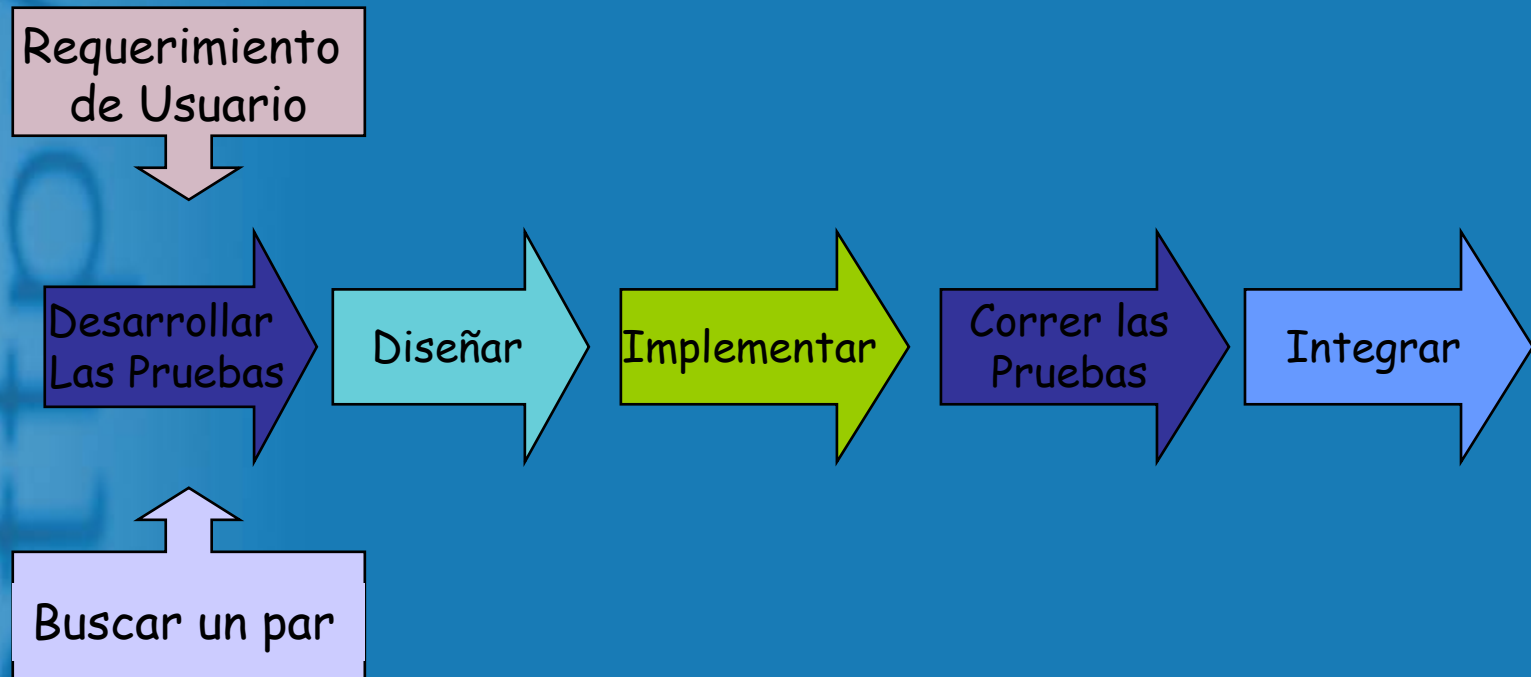 Requerimiento
de Usuario
Desarrollar
Las Pruebas
Diseñar
Implementar
Correr las
Pruebas
Integrar
Buscar un par